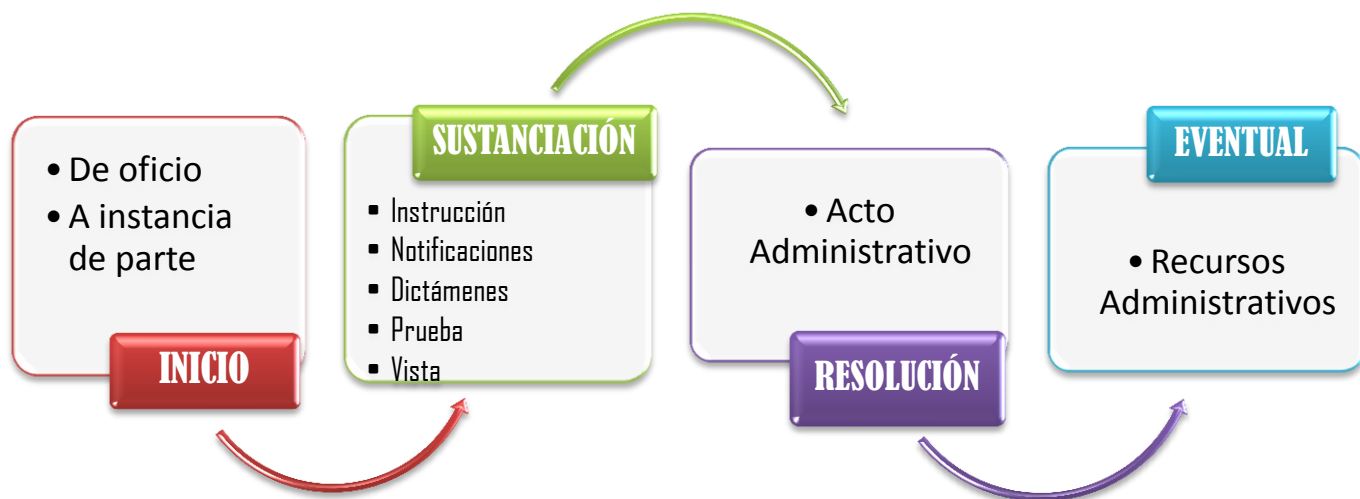 • De oficio
• A instancia
de parte
INICIO
SUSTANCIACIÓN
▪ Instrucción
▪ Notificaciones
▪ Dictámenes
▪ Prueba
▪ Vista
• Acto
Administrativo
RESOLUCIÓN
EVENTUAL
• Recursos
Administrativos